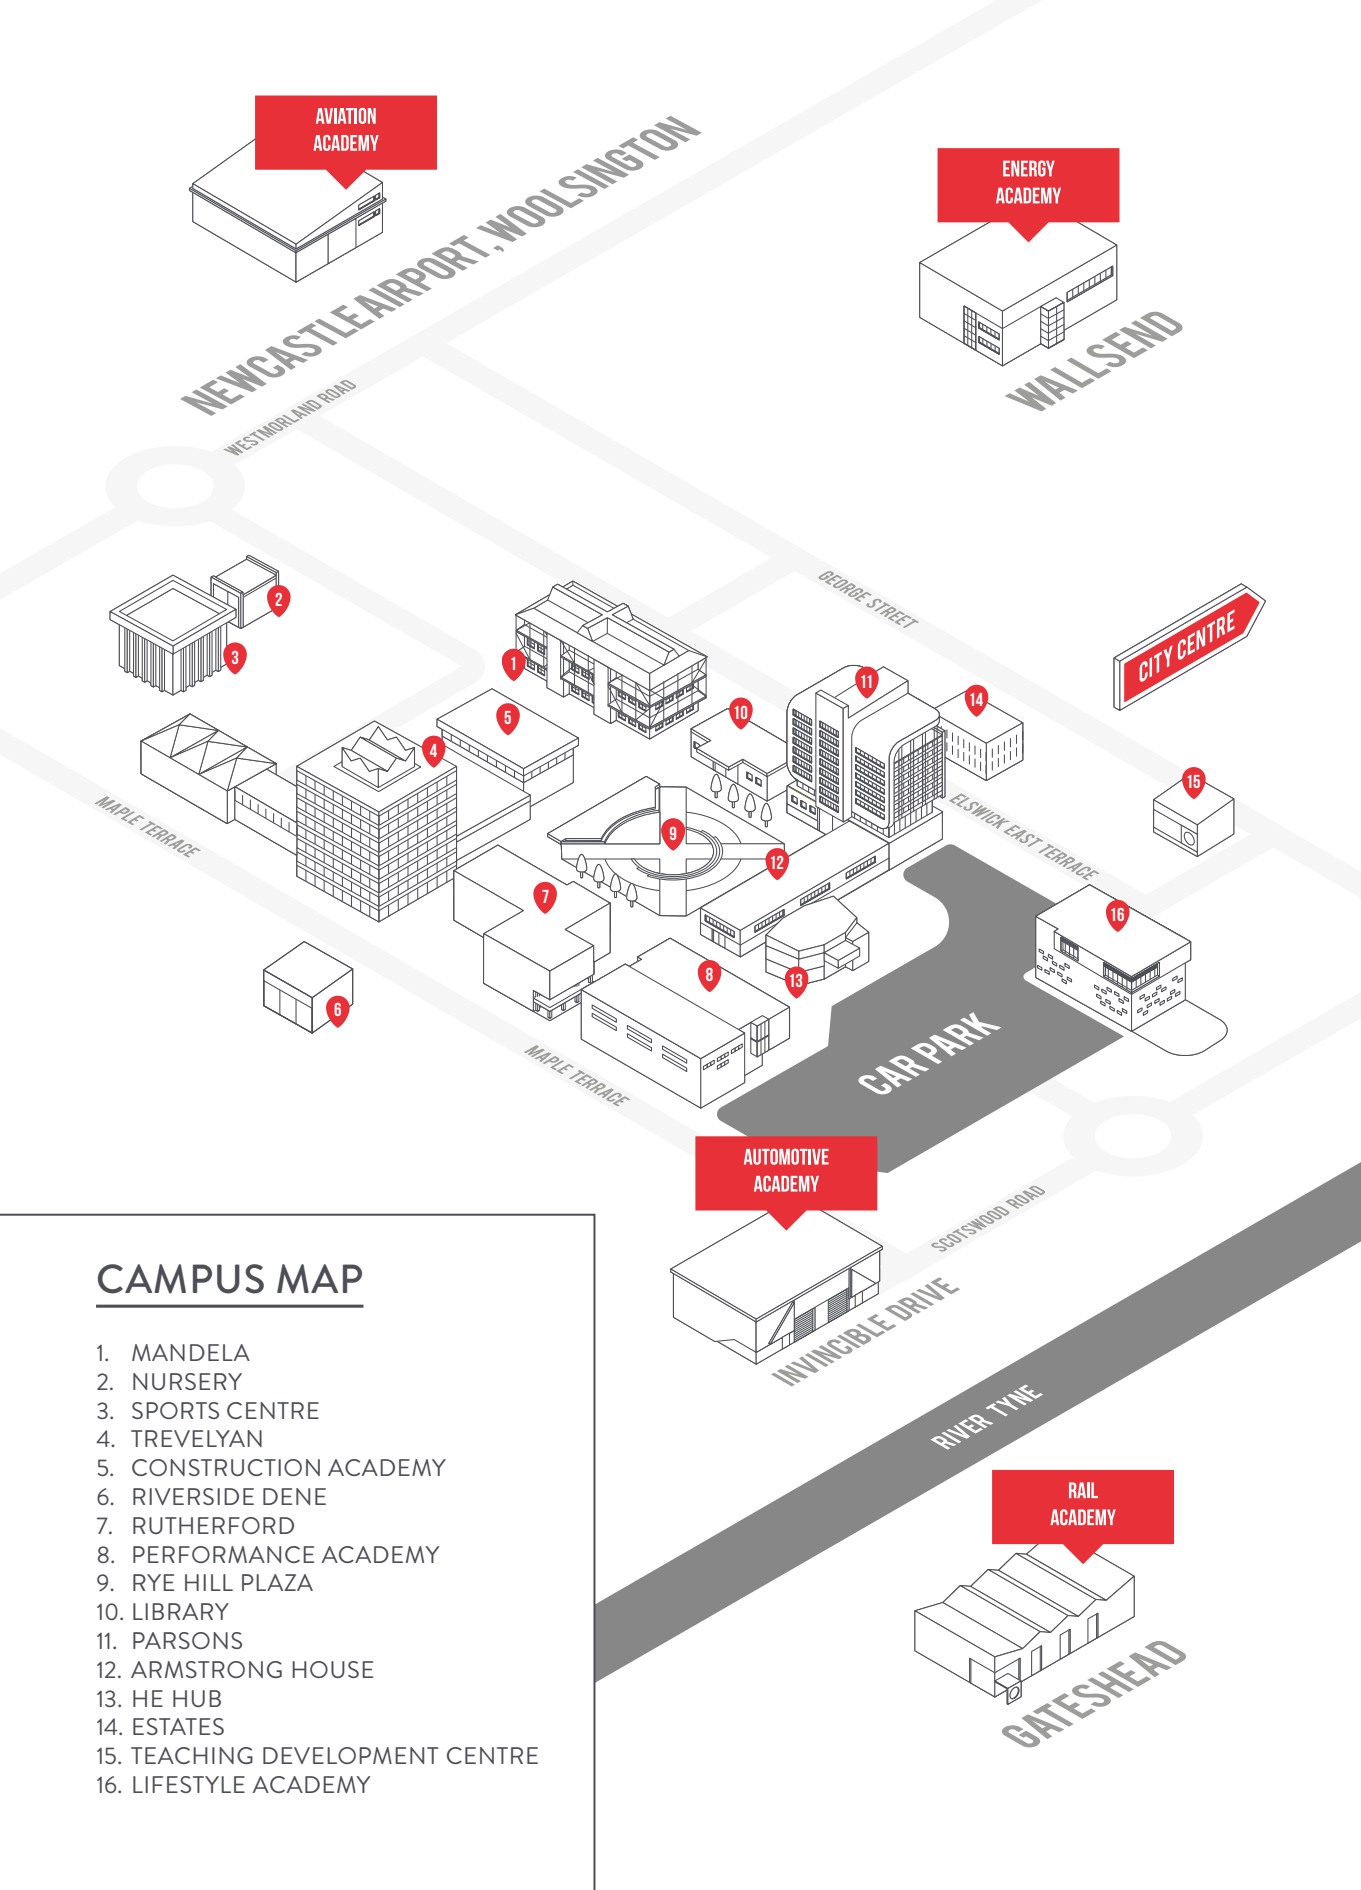 AVIATION
ACADEMY
ENERGY
ACADEMY
NEWCASTLE AIRPORT, WOOLSINGTON
WALLSEND
WESTMORLAND ROAD
GEORGE STREET
CITY CENTRE
2
3
1
11
14
10
5
4
15
MAPLE TERRACE
ELSWICK EAST TERRACE
9
12
7
16
8
13
6
CAR PARK
MAPLE TERRACE
AUTOMOTIVE
ACADEMY
SCOTSWOOD ROAD
INVINCIBLE DRIVE
RIVER TYNE
RAIL
ACADEMY
GATESHEAD
CAMPUS MAP
1. MANDELA
2. NURSERY
3. SPORTS CENTRE
4. TREVELYAN
5. CONSTRUCTION ACADEMY
6. RIVERSIDE DENE
7. RUTHERFORD
8. PERFORMANCE ACADEMY
9. RYE HILL PLAZA
10. LIBRARY
11. PARSONS
12. ARMSTRONG HOUSE
13. HE HUB
14. ESTATES
15. TEACHING DEVELOPMENT CENTRE
16. LIFESTYLE ACADEMY